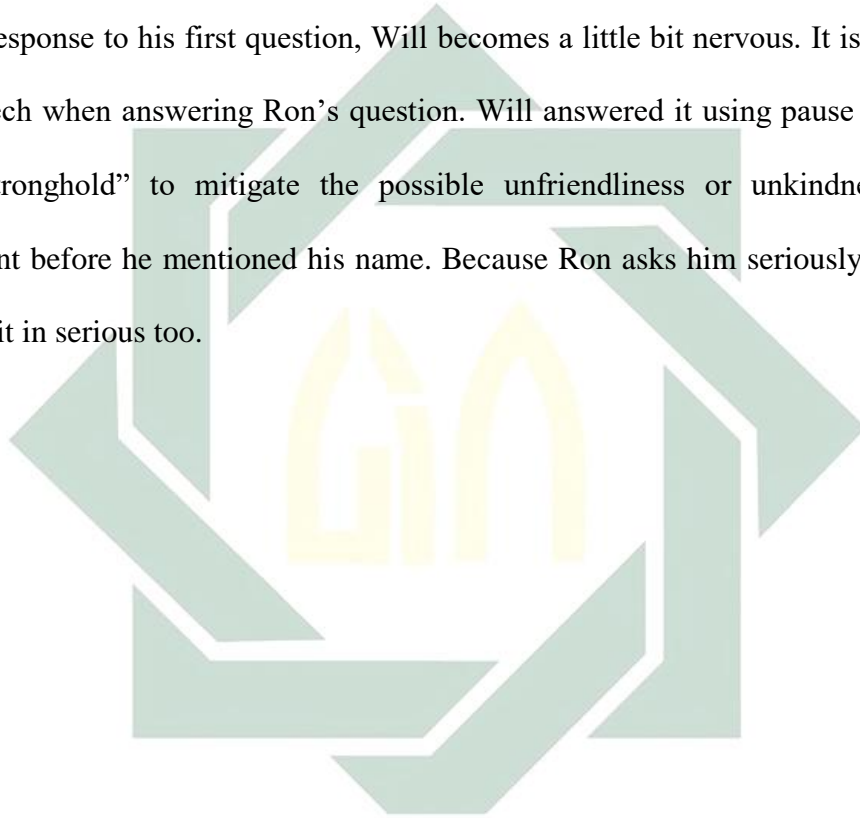 esponse to his first question, Will becomes a little bit nervous. It is
ech when answering Ron's question. Will answered it using pause
tronghold" to mitigate the possible unfriendliness or unkindne
nt before he mentioned his name. Because Ron asks him seriously
it in serious too.